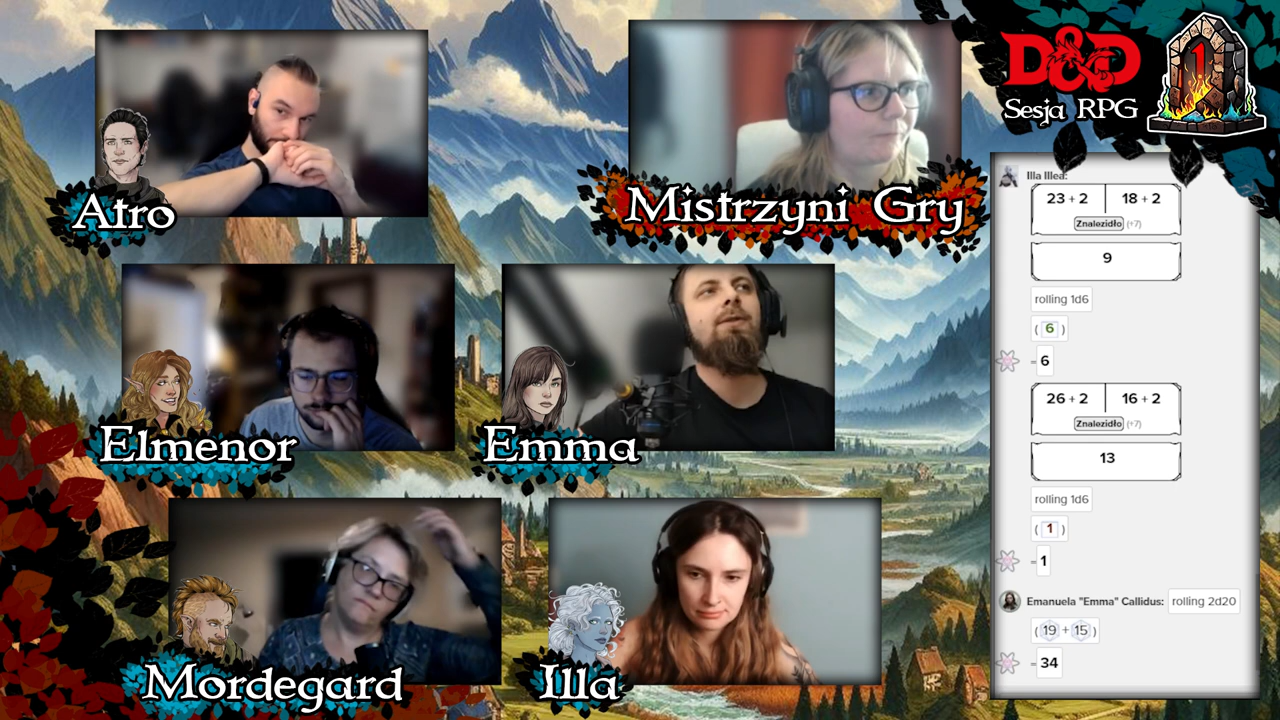 Atro
Mistrzyni Gry
Elmenor
Emma
Mordegard
Illa
D&D
Sesja RPG
1
Illa Illea:
23 + 2 18 + 2
Znalezidło (+7)
9
rolling 1d6
( 6 )
= 6
26 + 2 16 + 2
Znalezidło (+7)
13
rolling 1d6
( 1 )
= 1
Emanuela "Emma" Callidus: rolling 2d20
( 19 + 15 )
= 34